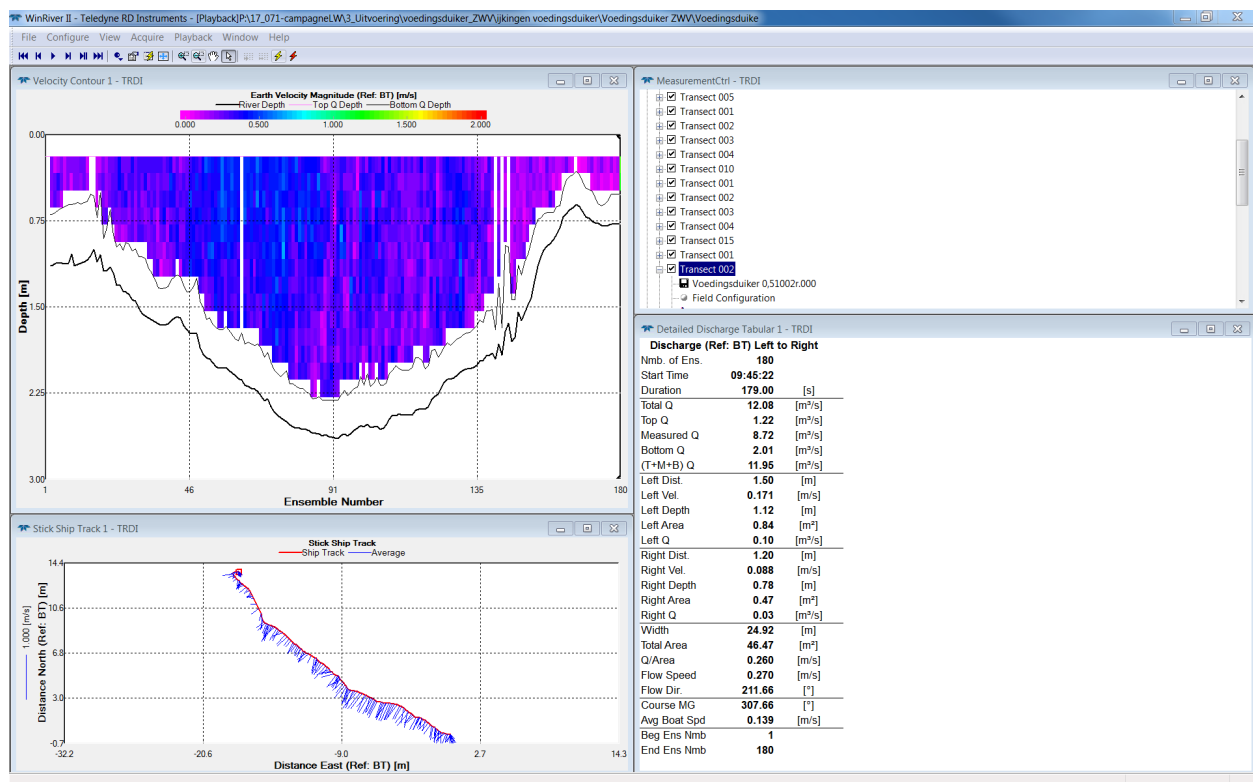 WinRiver II - Teledyne RD Instruments - [Playback]P:\17_071-campagneLW\3_Uitvoering\voedingsduiker_ZWV\ijkingen voedingsduiker\Voedingsduiker ZWV\Voedingsduike
File Configure View Acquire Playback Window Help
Velocity Contour 1 - TRDI
Earth Velocity Magnitude (Ref: BT) [m/s]
River Depth Top Q Depth Bottom Q Depth
0.000 0.500 1.000 1.500 2.000
0.00
0.75
1.50
2.25
3.00
Depth [m]
1 46 91 135 180
Ensemble Number
Stick Ship Track 1 - TRDI
Stick Ship Track
Ship Track Average
14.4
10.6
6.8
3.0
-0.7
1.000 [m/s]
Distance North (Ref: BT) [m]
-32.2 -20.6 -9.0 2.7 14.3
Distance East (Ref: BT) [m]
MeasurementCtrl - TRDI
Transect 005
Transect 001
Transect 002
Transect 003
Transect 004
Transect 010
Transect 001
Transect 002
Transect 003
Transect 004
Transect 015
Transect 001
Transect 002
Voedingsduiker 0,51002r.000
Field Configuration
Detailed Discharge Tabular 1 - TRDI
Discharge (Ref: BT) Left to Right
Nmb. of Ens. 180
Start Time 09:45:22
Duration 179.00 [s]
Total Q 12.08 [m³/s]
Top Q 1.22 [m³/s]
Measured Q 8.72 [m³/s]
Bottom Q 2.01 [m³/s]
(T+M+B) Q 11.95 [m³/s]
Left Dist. 1.50 [m]
Left Vel. 0.171 [m/s]
Left Depth 1.12 [m]
Left Area 0.84 [m²]
Left Q 0.10 [m³/s]
Right Dist. 1.20 [m]
Right Vel. 0.088 [m/s]
Right Depth 0.78 [m]
Right Area 0.47 [m²]
Right Q 0.03 [m³/s]
Width 24.92 [m]
Total Area 46.47 [m²]
Q/Area 0.260 [m/s]
Flow Speed 0.270 [m/s]
Flow Dir. 211.66 [°]
Course MG 307.66 [°]
Avg Boat Spd 0.139 [m/s]
Beg Ens Nmb 1
End Ens Nmb 180